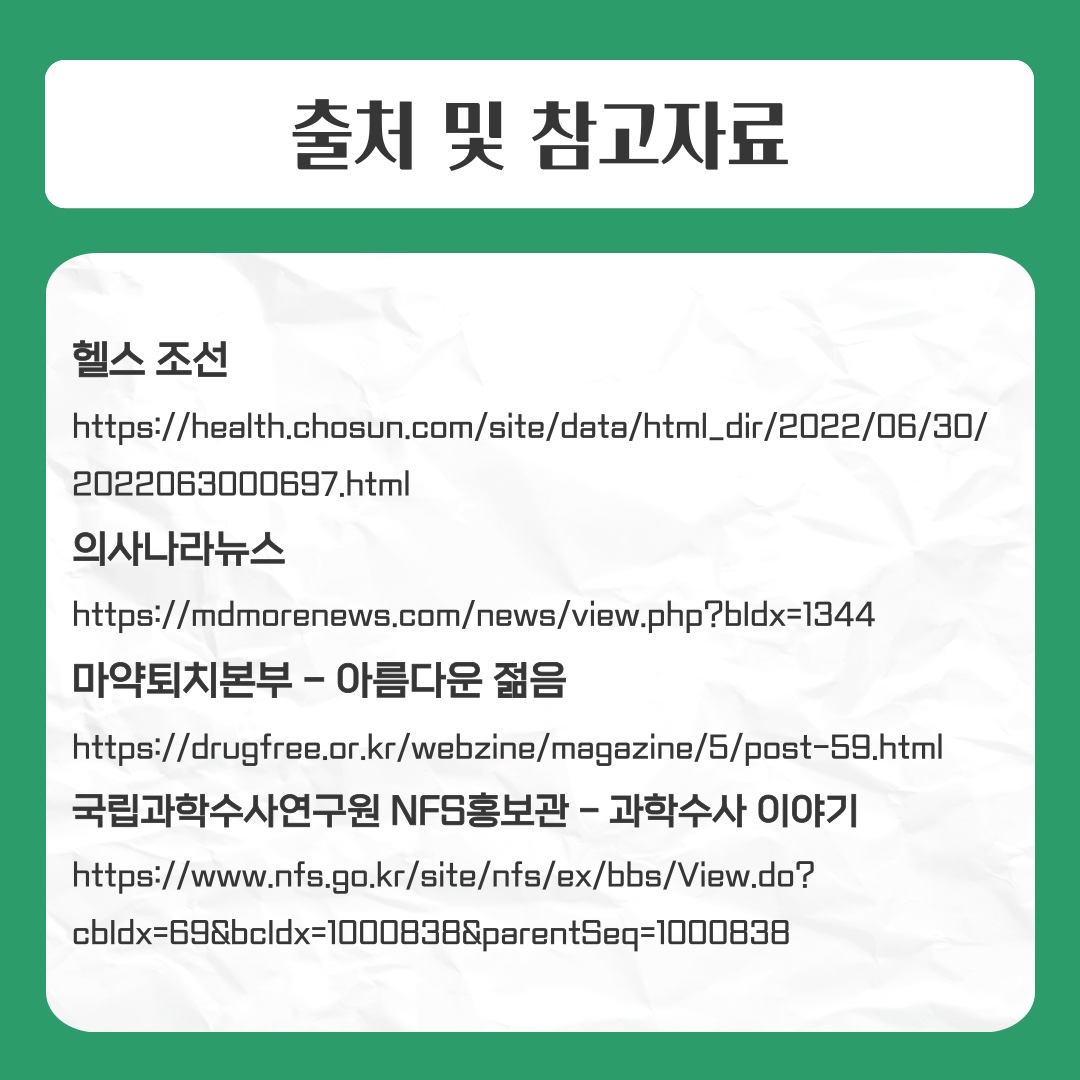 출처 및 참고자료
헬스 조선
https://health.chosun.com/site/data/html_dir/2022/06/30/
2022063000697.html
의사나라뉴스
https://mdmorenews.com/news/view.php?bIdx=1344
마약퇴치본부 - 아름다운 젊음
https://drugfree.or.kr/webzine/magazine/5/post-59.html
국립과학수사연구원 NFS홍보관 - 과학수사 이야기
https://www.nfs.go.kr/site/nfs/ex/bbs/View.do?
cbIdx=69&bcIdx=1000838&parentSeq=1000838